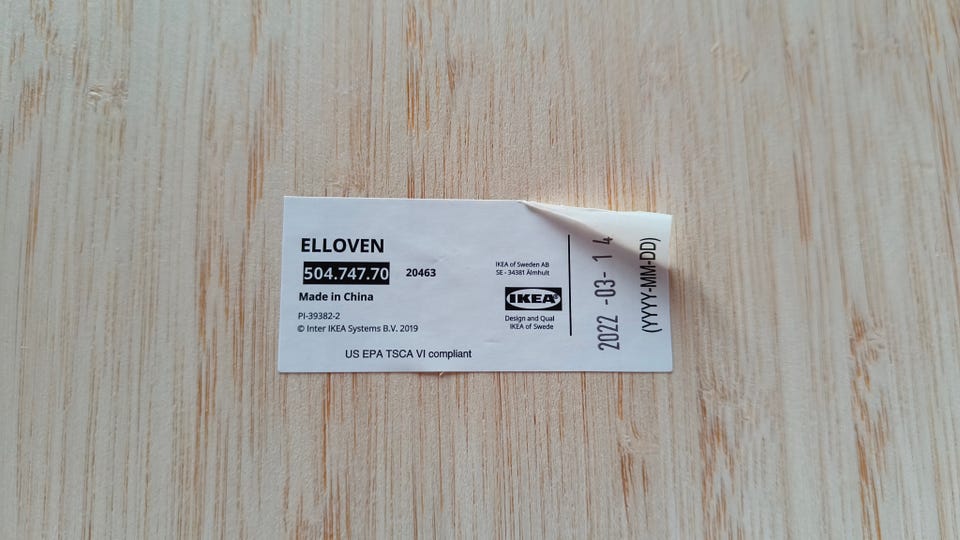 ELLOVEN
504.747.70 20463
Made in China
PI-39382-2
© Inter IKEA Systems B.V. 2019
US EPA TSCA VI compliant
IKEA of Sweden AB
SE - 34381 Älmhult
IKEA®
Design and Qual
IKEA of Swede
2022 -03- 1 4
(YYYY-MM-DD)